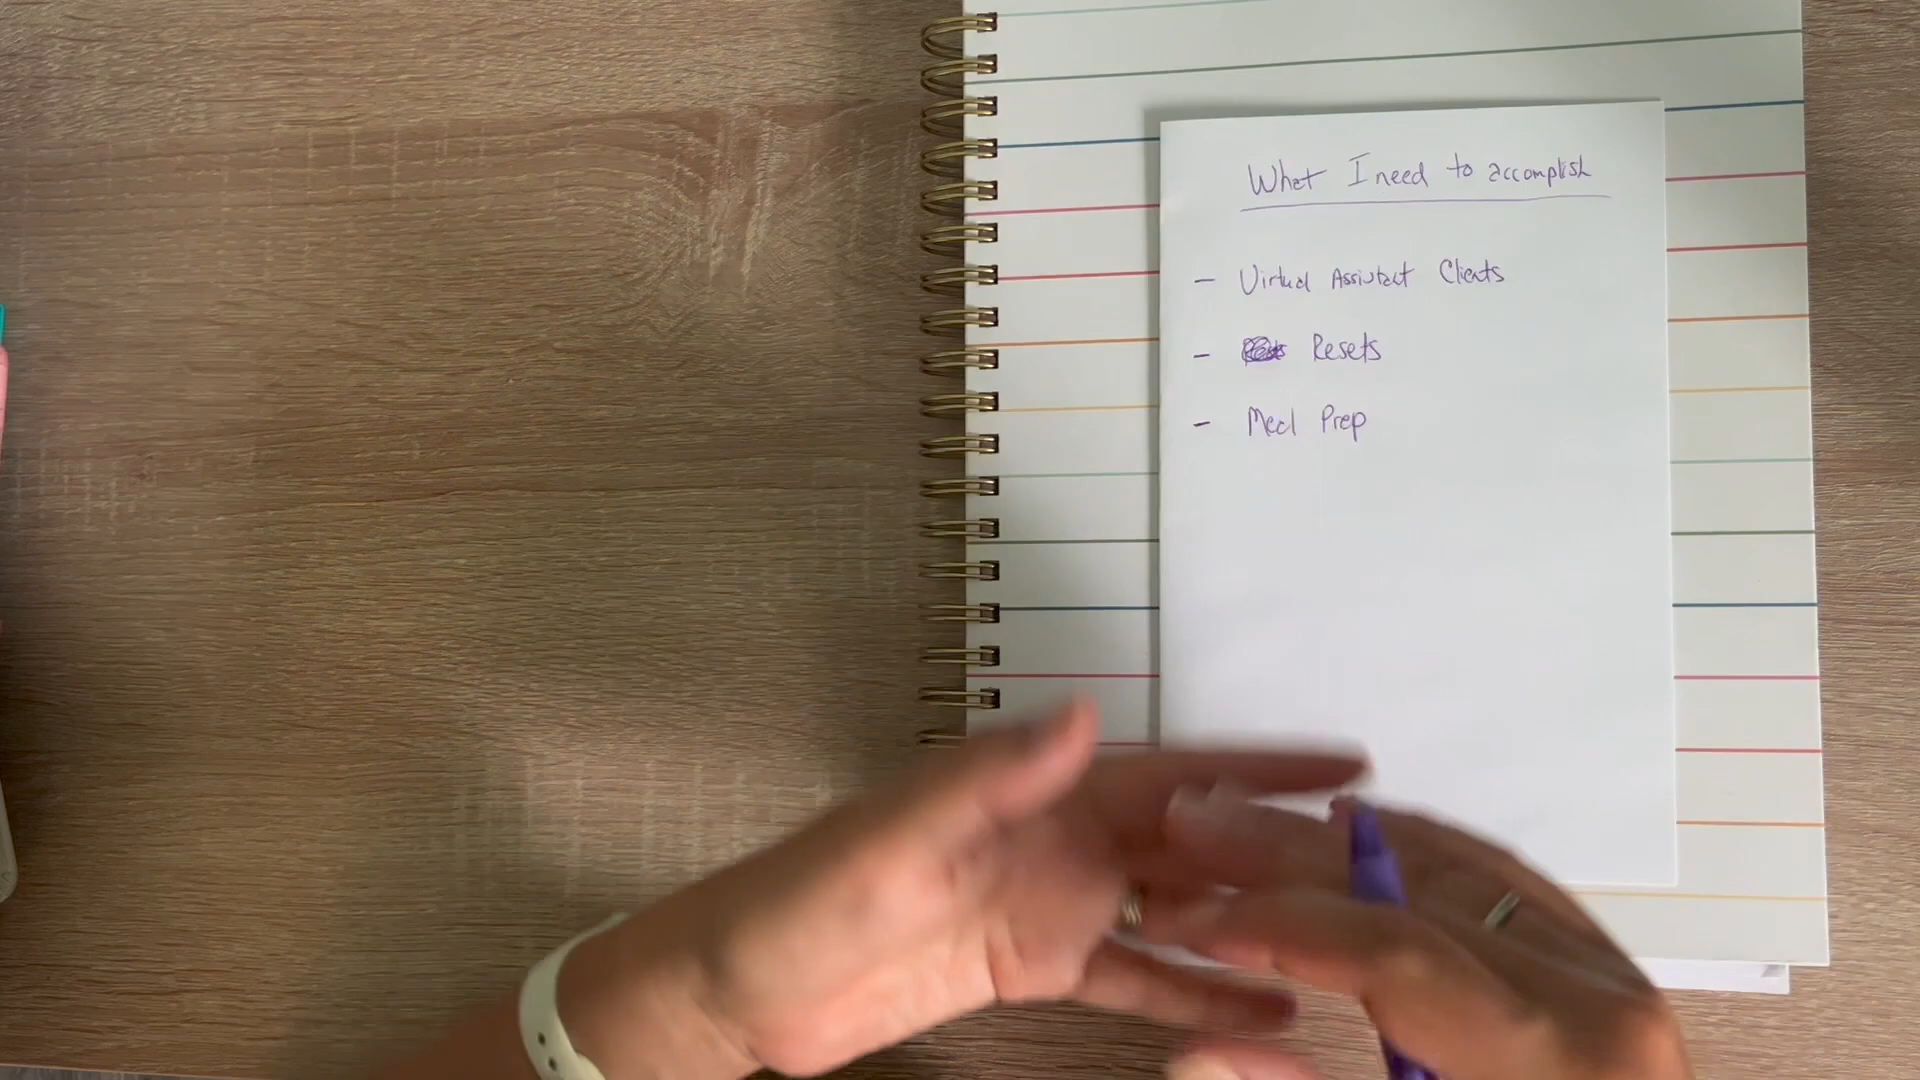 What I need to accomplish
- Virtual Assistant Clients
- Resets
- Meal Prep